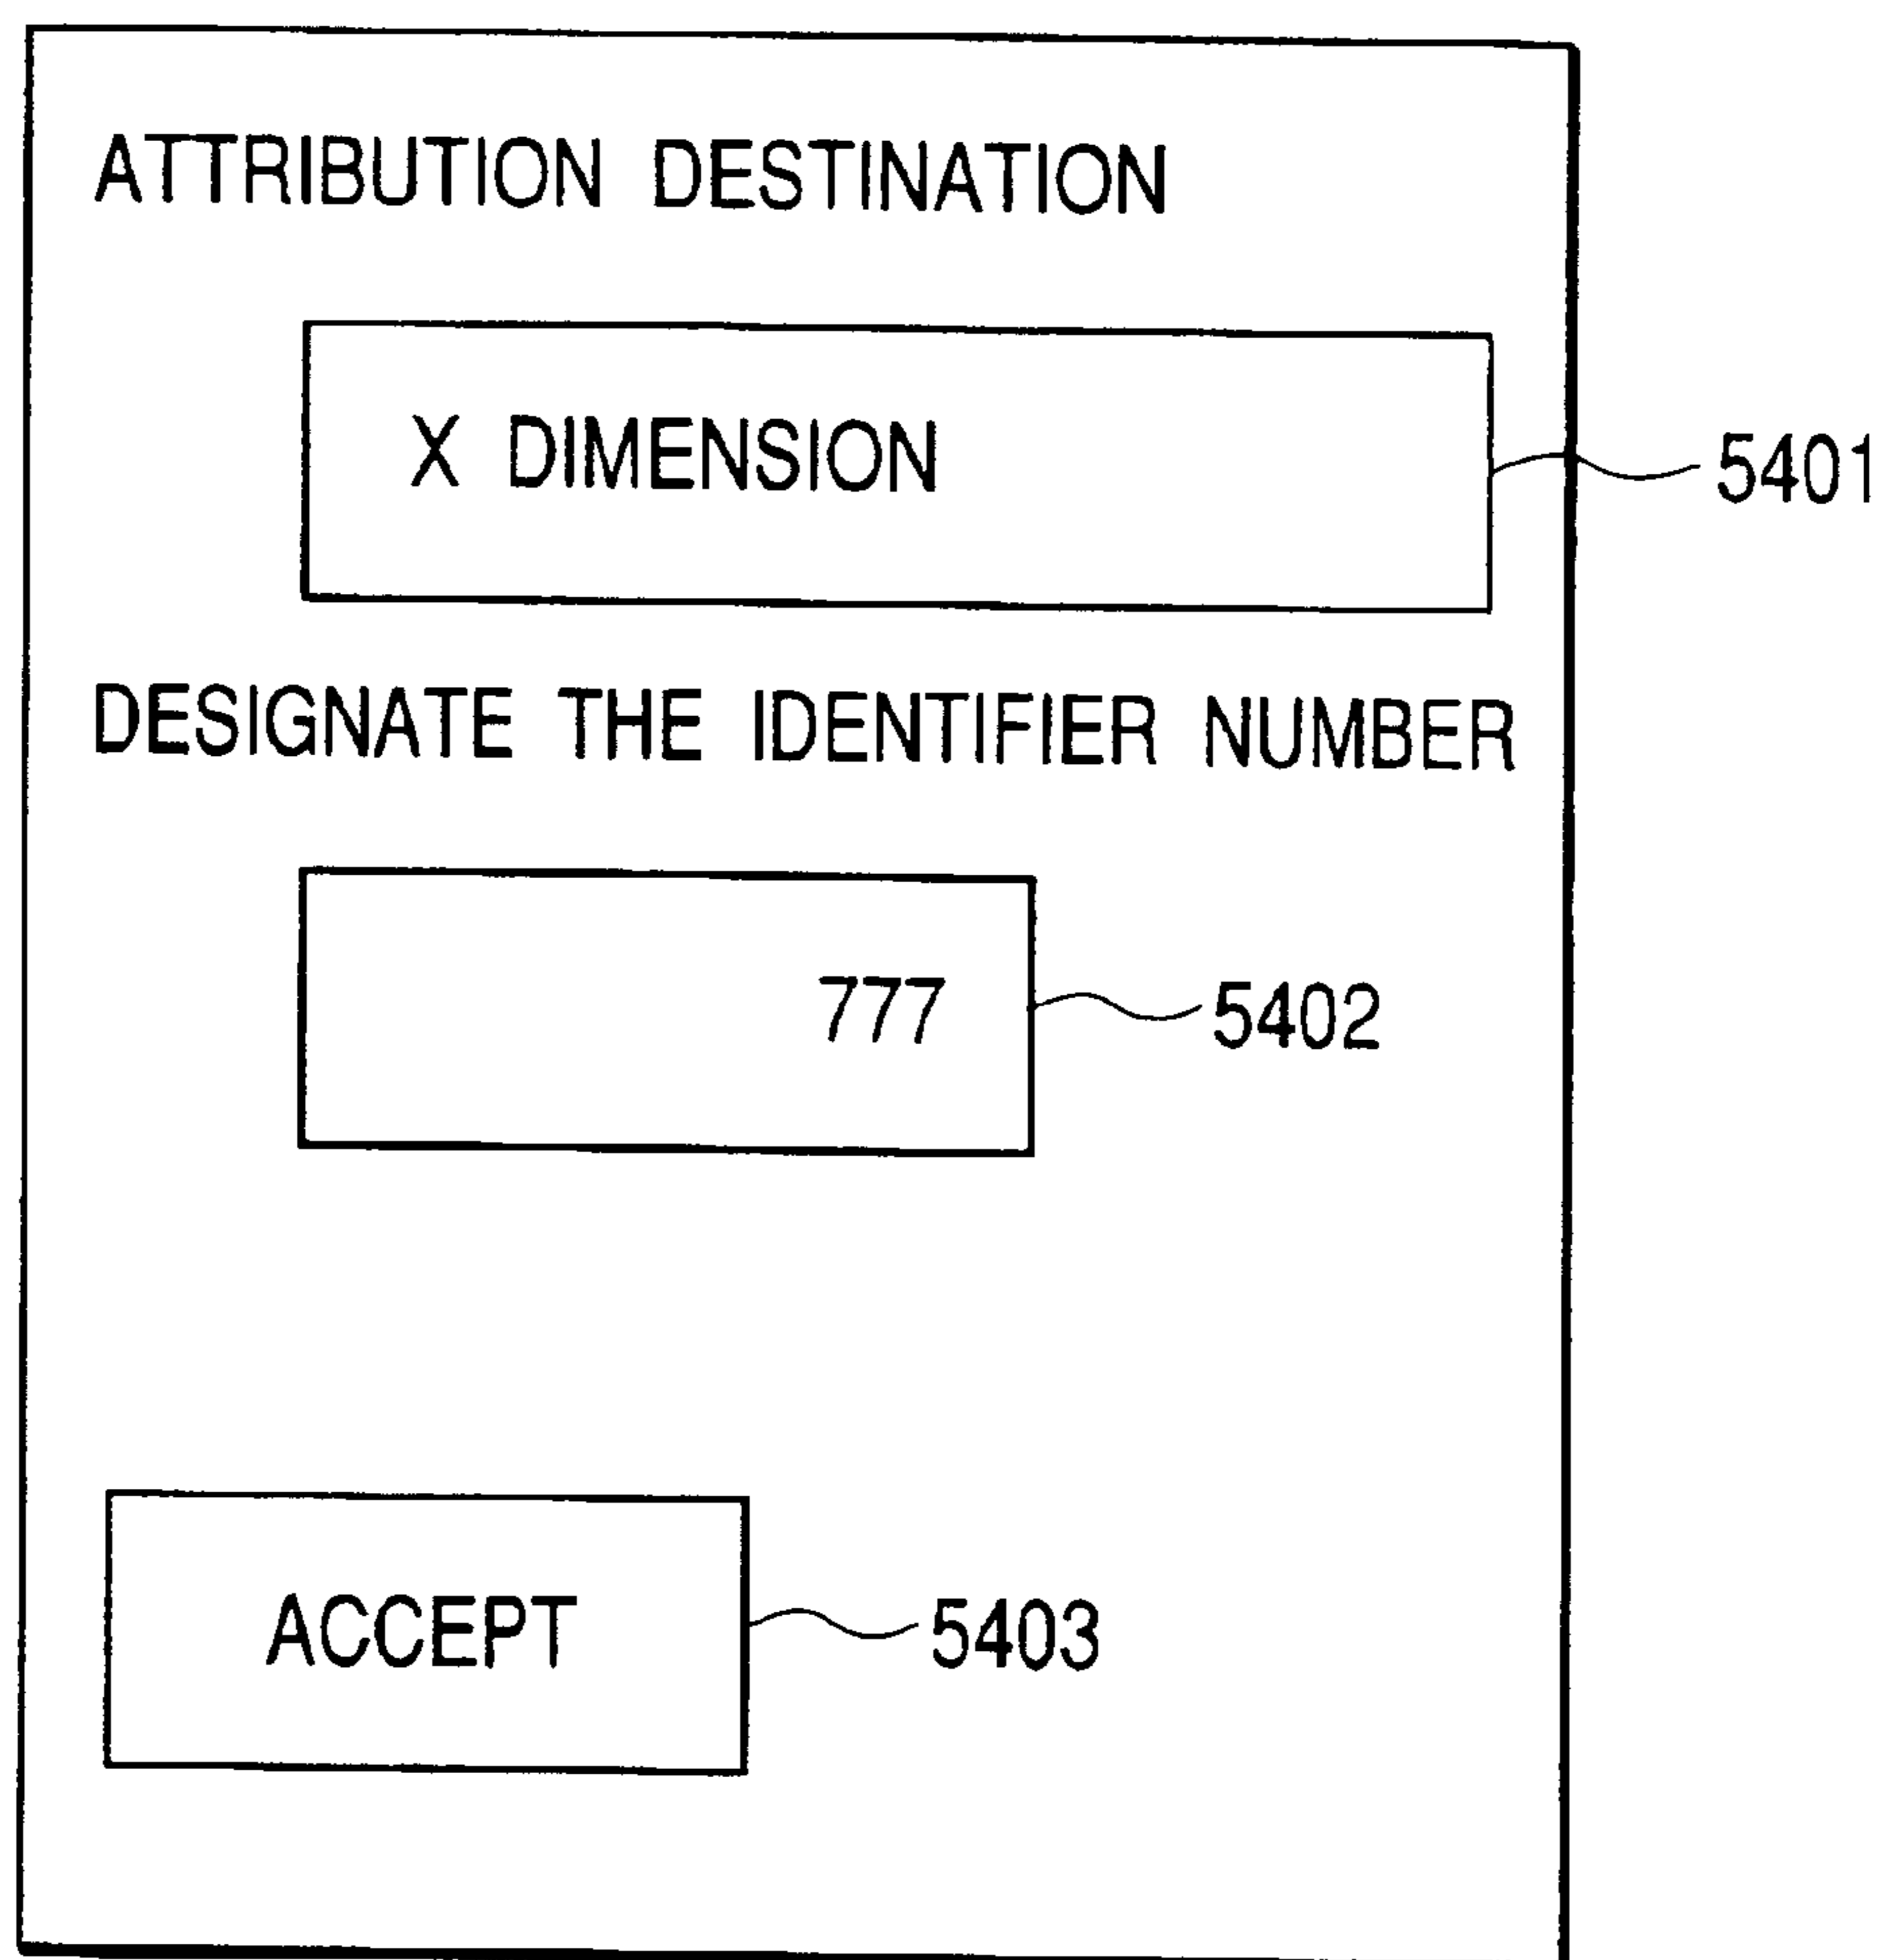 ATTRIBUTION DESTINATION
X DIMENSION
5401
DESIGNATE THE IDENTIFIER NUMBER
777
5402
ACCEPT
5403